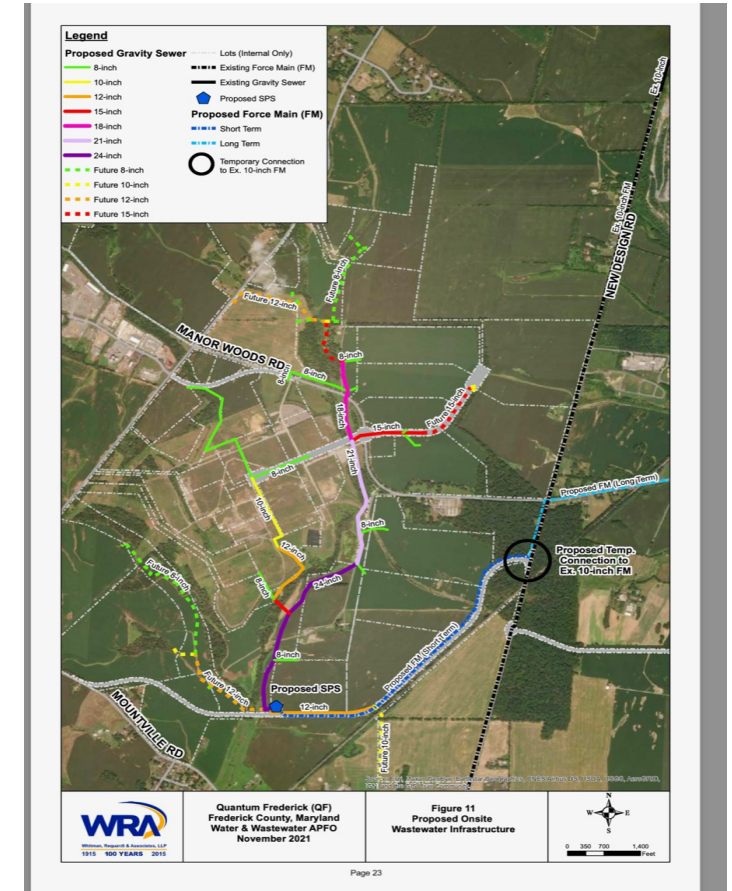 Legend
Proposed Gravity Sewer
8-inch
10-inch
12-inch
15-inch
18-inch
21-inch
24-inch
Future 8-inch
Future 10-inch
Future 12-inch
Future 15-inch
Lots (Internal Only)
Existing Force Main (FM)
Existing Gravity Sewer
Proposed SPS
Proposed Force Main (FM)
Short Term
Long Term
Temporary Connection
to Ex. 10-inch FM
Ex. 10-inch
Ex. 10-inch FM
NEW DESIGN RD
Future 8-inch
Future 12-inch
MANOR WOODS RD
8-inch
8-inch
8-inch
18-inch
15-inch
Future 15-inch
21-inch
8-inch
10-inch
Proposed FM (Long Term)
8-inch
12-inch
Proposed Temp.
Connection to
Ex. 10-inch FM
Future 8-inch
8-inch
24-inch
8-inch
Proposed FM (Short Term)
Future 12-inch
Proposed SPS
12-inch
MOUNTVILLE RD
Future 10-inch
WRA
Whitman, Requardt & Associates, LLP
1915 100 YEARS 2015
Quantum Frederick (QF)
Frederick County, Maryland
Water & Wastewater APFO
November 2021
Figure 11
Proposed Onsite
Wastewater Infrastructure
N
W E
S
0 350 700 1,400
Feet
Page 23